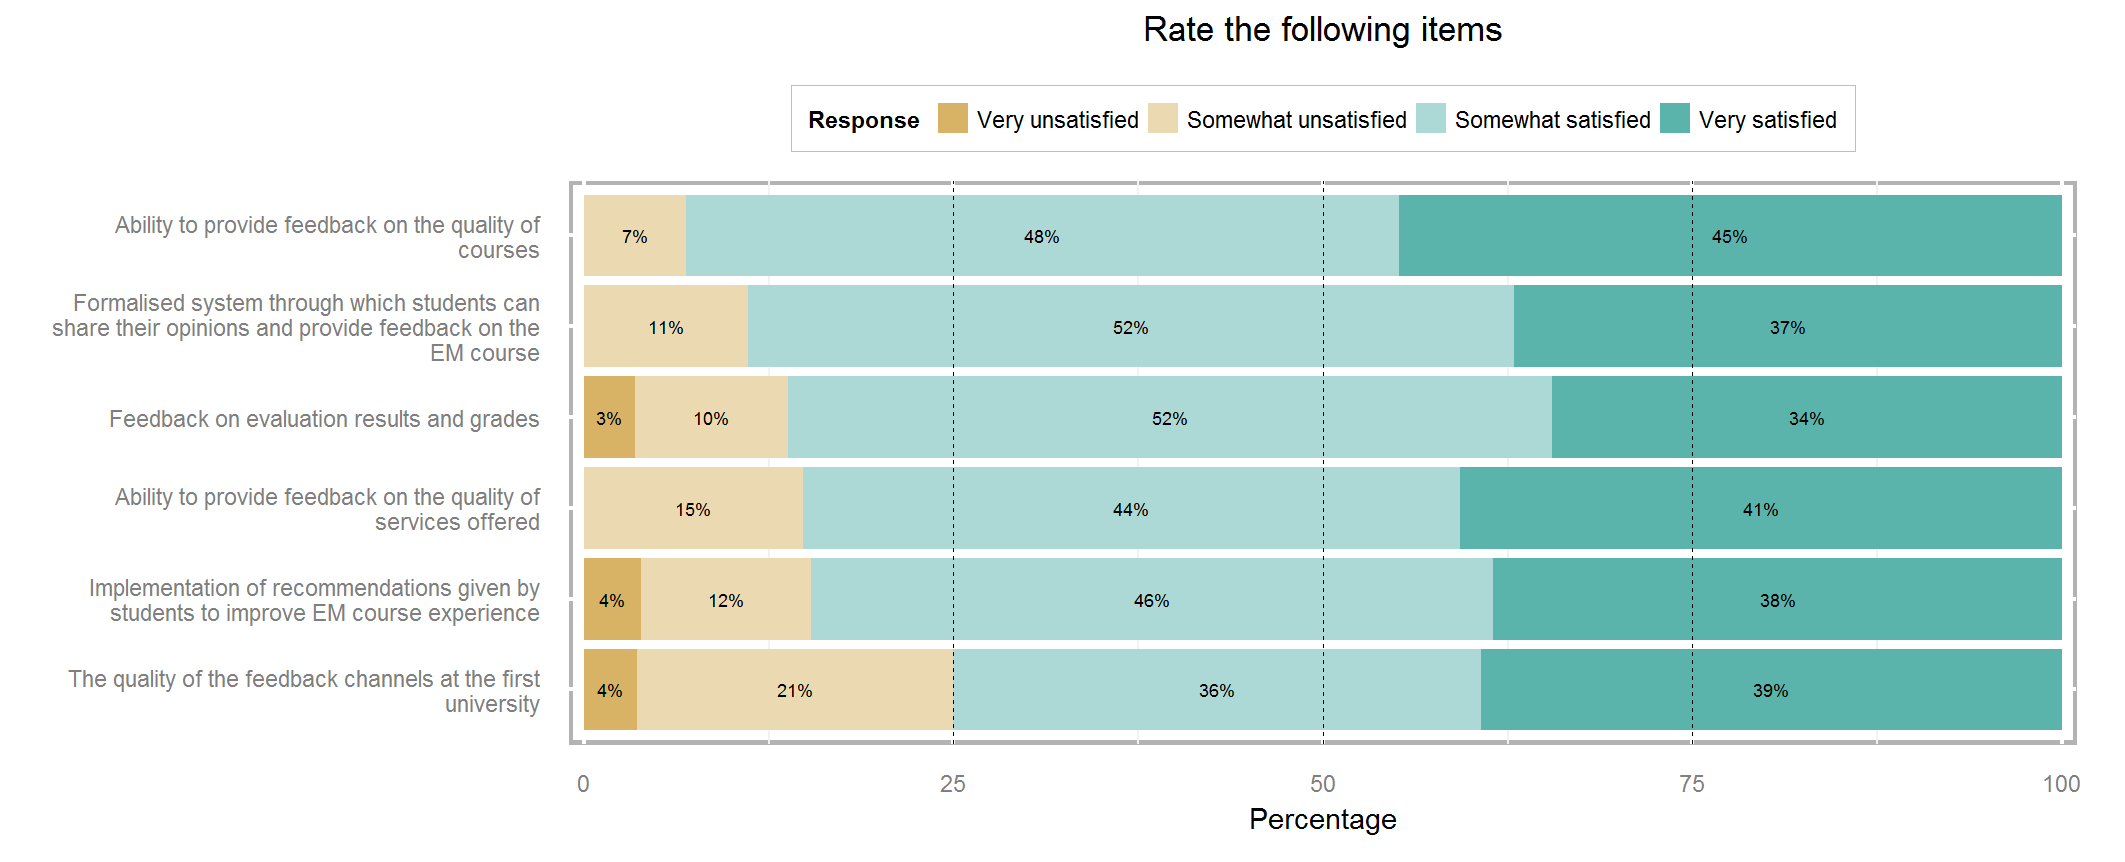 Rate the following items
Response Very unsatisfied Somewhat unsatisfied Somewhat satisfied Very satisfied
Ability to provide feedback on the quality of
courses
7% 48% 45%
Formalised system through which students can
share their opinions and provide feedback on the
EM course
11% 52% 37%
Feedback on evaluation results and grades
3% 10% 52% 34%
Ability to provide feedback on the quality of
services offered
15% 44% 41%
Implementation of recommendations given by
students to improve EM course experience
4% 12% 46% 38%
The quality of the feedback channels at the first
university
4% 21% 36% 39%
0 25 50 75 100
Percentage